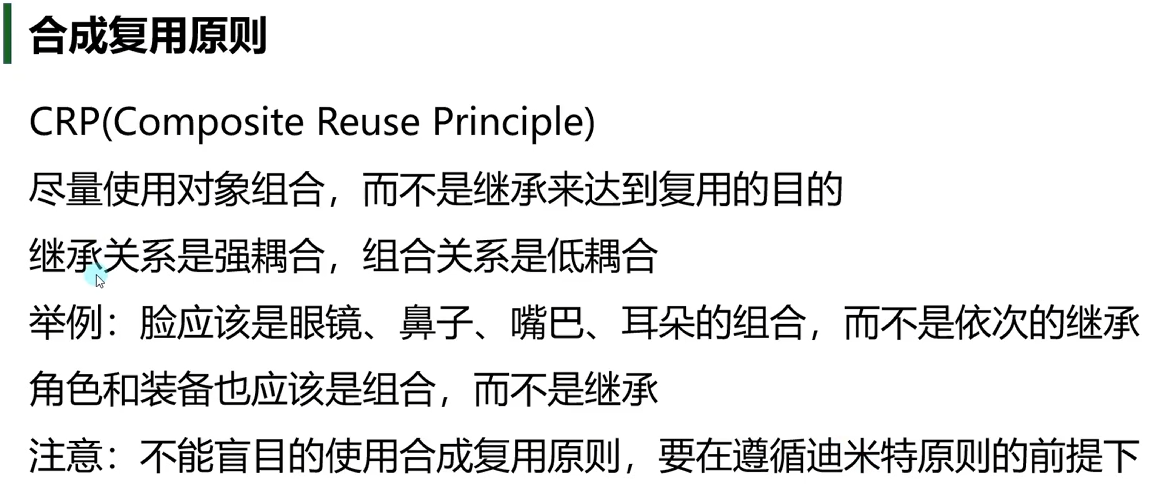 合成复用原则
CRP(Composite Reuse Principle)
尽量使用对象组合，而不是继承来达到复用的目的
继承关系是强耦合，组合关系是低耦合
举例：脸应该是眼镜、鼻子、嘴巴、耳朵的组合，而不是依次的继承
角色和装备也应该是组合，而不是继承
注意：不能盲目的使用合成复用原则，要在遵循迪米特原则的前提下